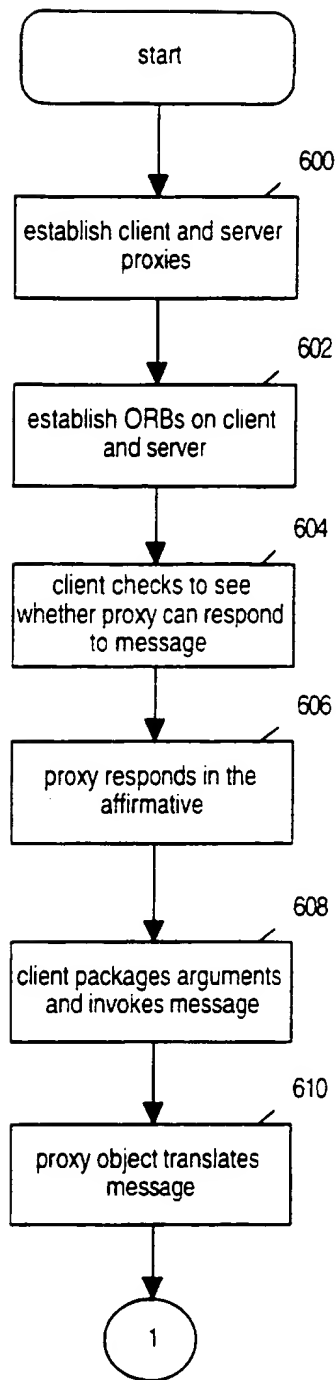 start
600
establish client and server
proxies
602
establish ORBs on client
and server
604
client checks to see
whether proxy can respond
to message
606
proxy responds in the
affirmative
608
client packages arguments
and invokes message
610
proxy object translates
message
1